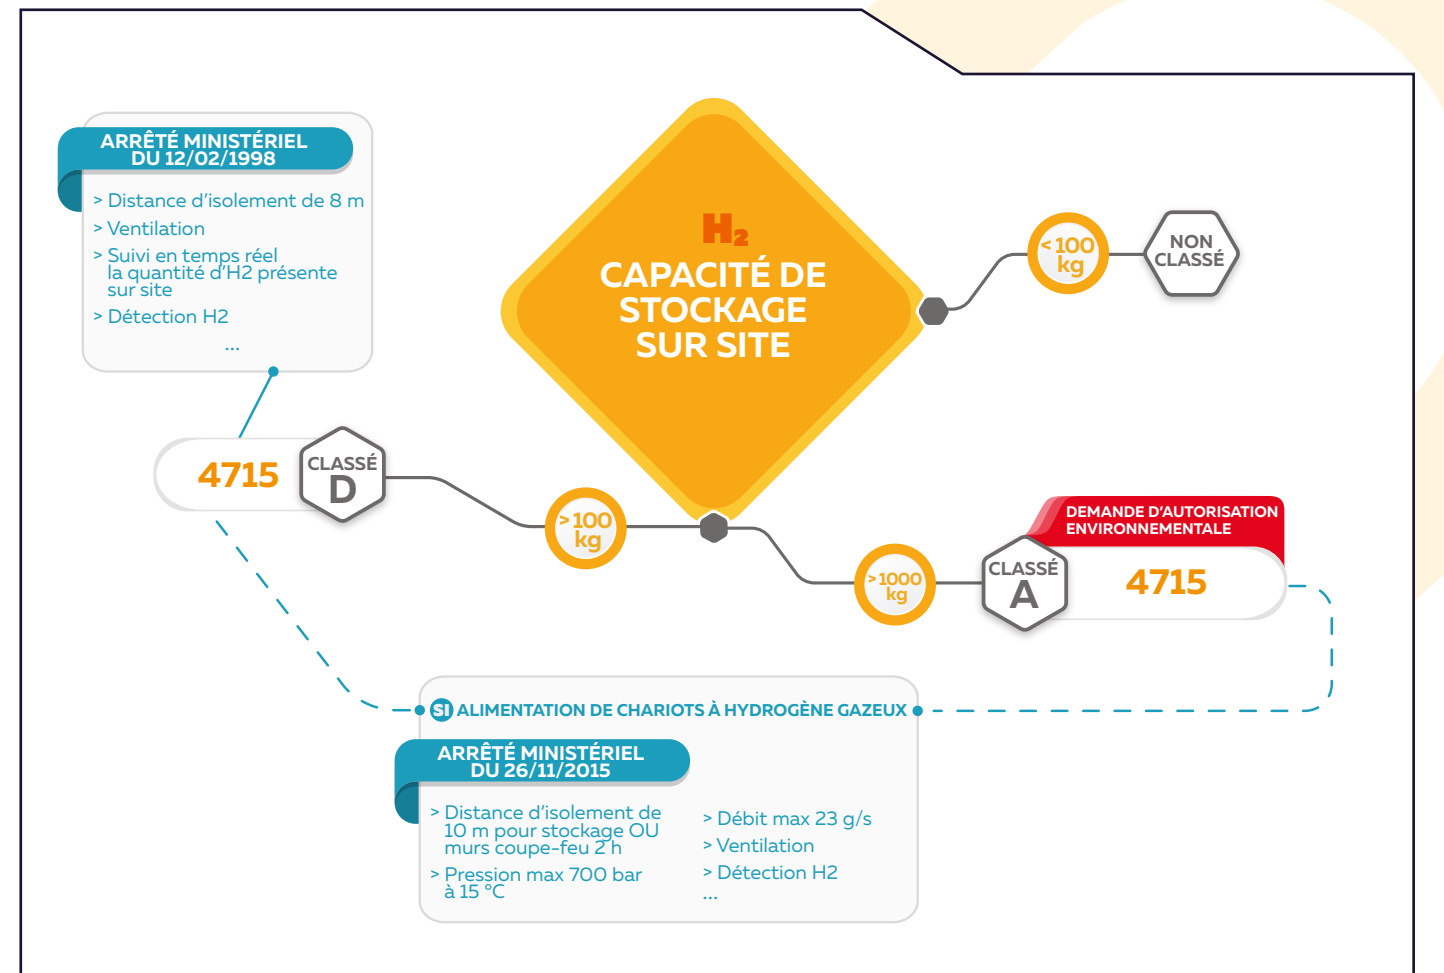 ARRÊTÉ MINISTÉRIEL
DU 12/02/1998
> Distance d'isolement de 8 m
> Ventilation
> Suivi en temps réel
la quantité d'H2 présente
sur site
> Détection H2
...
H2
CAPACITÉ DE
STOCKAGE
SUR SITE
< 100
kg
NON
CLASSÉ
4715
CLASSÉ
D
> 100
kg
> 1000
kg
CLASSÉ
A
DEMANDE D'AUTORISATION
ENVIRONNEMENTALE
4715
SI ALIMENTATION DE CHARIOTS À HYDROGÈNE GAZEUX
ARRÊTÉ MINISTÉRIEL
DU 26/11/2015
> Distance d'isolement de
10 m pour stockage OU
murs coupe-feu 2 h
> Pression max 700 bar
à 15 °C
> Débit max 23 g/s
> Ventilation
> Détection H2
...